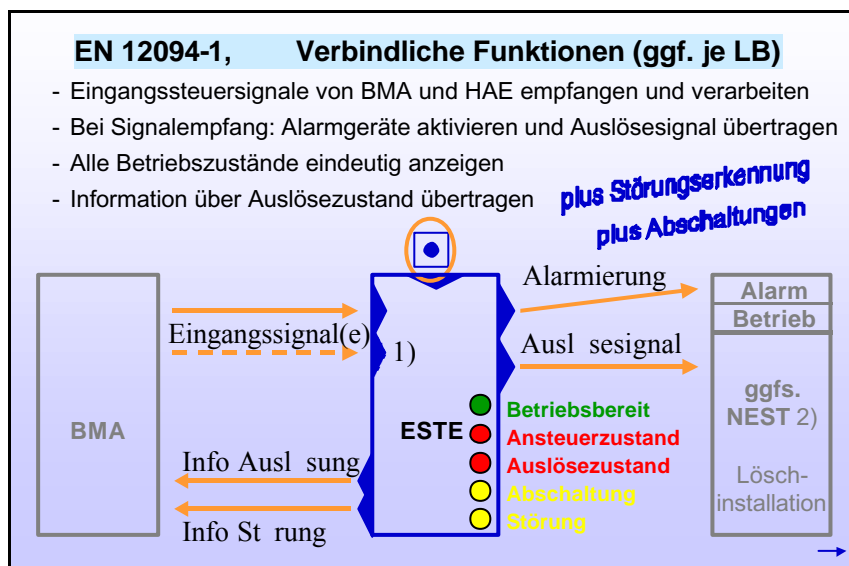 EN 12094-1, Verbindliche Funktionen (ggf. je LB)
- Eingangssteuersignale von BMA und HAE empfangen und verarbeiten
- Bei Signalempfang: Alarmgeräte aktivieren und Auslösesignal übertragen
- Alle Betriebszustände eindeutig anzeigen
- Information über Auslösezustand übertragen
plus Störungserkennung
plus Abschaltungen
BMA
Eingangssignal(e)
1)
Info Ausl sung
Info St rung
ESTE
Betriebsbereit
Ansteuerzustand
Auslösezustand
Abschaltung
Störung
Alarmierung
Ausl sesignal
Alarm
Betrieb
ggfs.
NEST 2)
Lösch-
installation